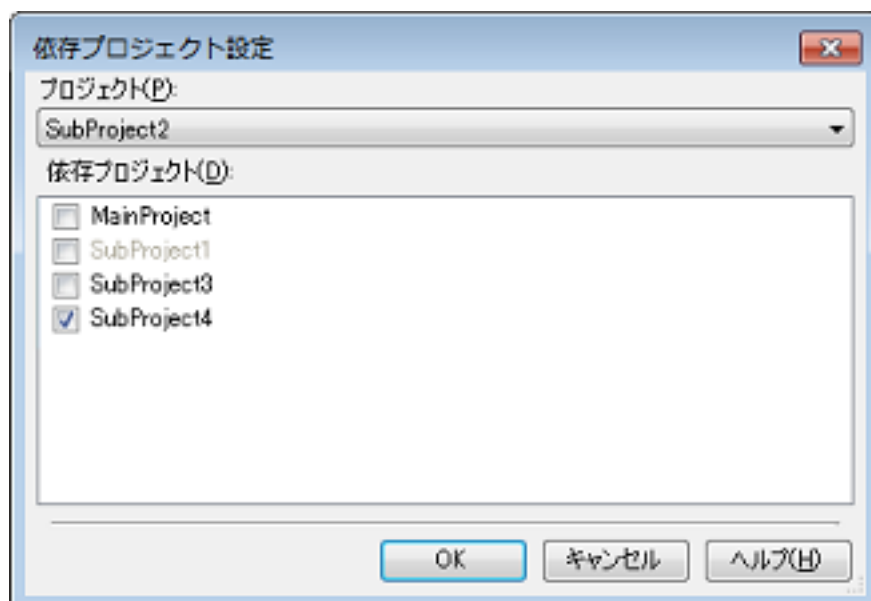 依存プロジェクト設定
プロジェクト(P):
SubProject2
依存プロジェクト(D):
MainProject
SubProject1
SubProject3
SubProject4
OK キャンセル ヘルプ(H)